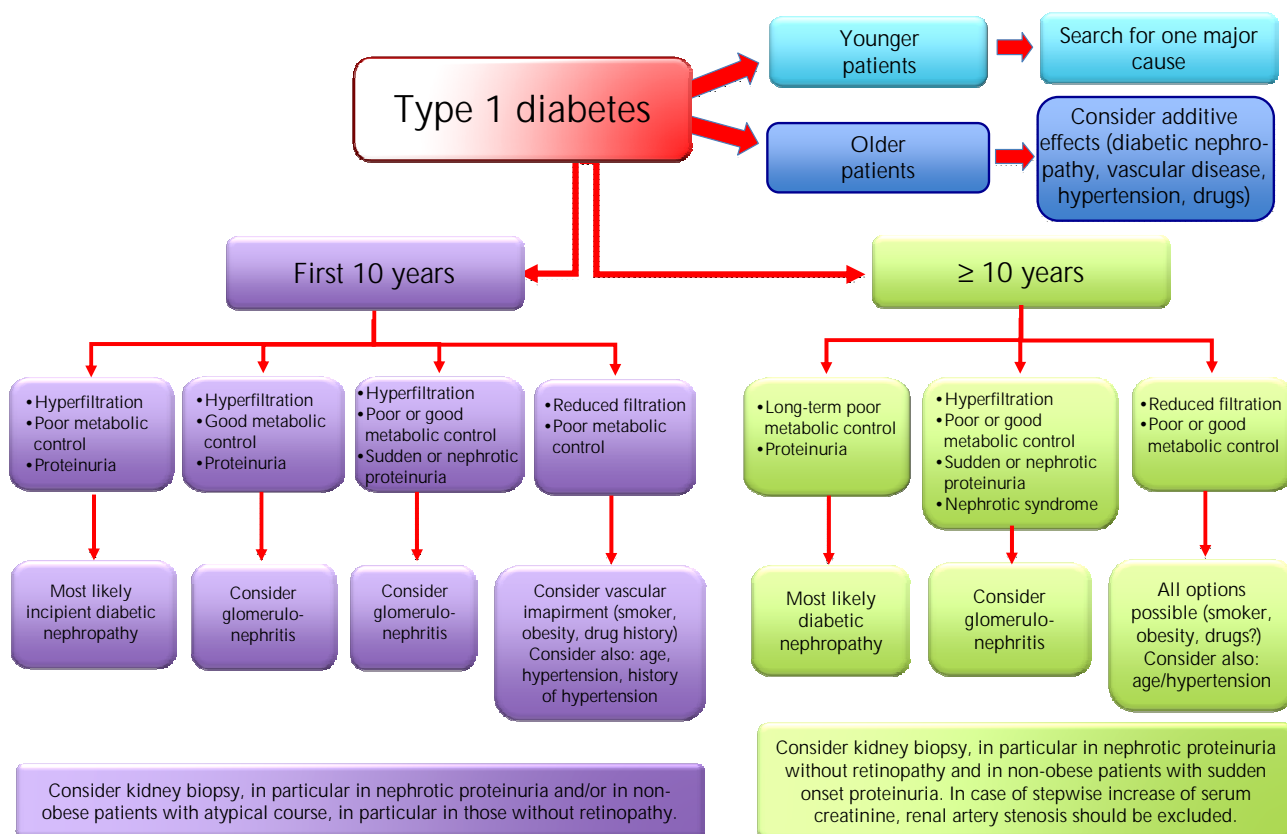 Type 1 diabetes
Younger
patients
Search for one major
cause
Older
patients
Consider additive
effects (diabetic nephro-
pathy, vascular disease,
hypertension, drugs)
First 10 years
≥ 10 years
•Hyperfiltration
•Poor metabolic
control
•Proteinuria
•Hyperfiltration
•Good metabolic
control
•Proteinuria
•Hyperfiltration
•Poor or good
metabolic control
•Sudden or nephrotic
proteinuria
•Reduced filtration
•Poor metabolic
control
•Long-term poor
metabolic control
•Proteinuria
•Hyperfiltration
•Poor or good
metabolic control
•Sudden or nephrotic
proteinuria
•Nephrotic syndrome
•Reduced filtration
•Poor or good
metabolic control
Most likely
incipient diabetic
nephropathy
Consider
glomerulo-
nephritis
Consider
glomerulo-
nephritis
Consider vascular
impairment (smoker,
obesity, drug history)
Consider also: age,
hypertension, history
of hypertension
Most likely
diabetic
nephropathy
Consider
glomerulo-
nephritis
All options
possible (smoker,
obesity, drugs?)
Consider also:
age/hypertension
Consider kidney biopsy, in particular in nephrotic proteinuria and/or in non-
obese patients with atypical course, in particular in those without retinopathy.
Consider kidney biopsy, in particular in nephrotic proteinuria
without retinopathy and in non-obese patients with sudden
onset proteinuria. In case of stepwise increase of serum
creatinine, renal artery stenosis should be excluded.